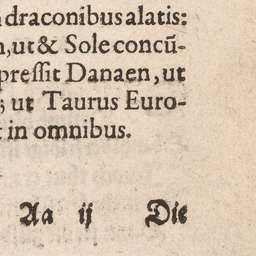 draconibus alatis:
, ut & Sole concũ-
pressit Danaen, ut
; ut Taurus Euro-
in omnibus.
Aa ij Die